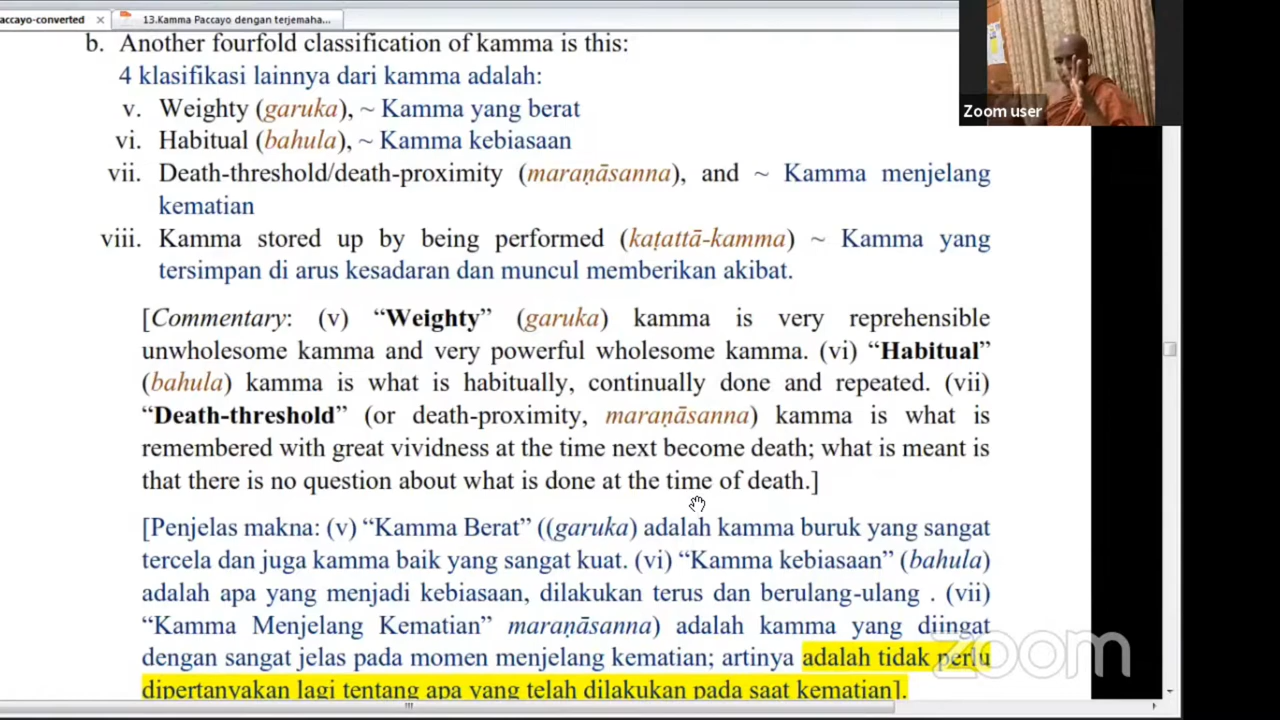 accayo-converted
13.Kamma Paccayo dengan terjemaha...
b. Another fourfold classification of kamma is this:
4 klasifikasi lainnya dari kamma adalah:
v. Weighty (garuka), ~ Kamma yang berat
vi. Habitual (bahula), ~ Kamma kebiasaan
vii. Death-threshold/death-proximity (maraṇāsanna), and ~ Kamma menjelang
kematian
viii. Kamma stored up by being performed (kaṭattā-kamma) ~ Kamma yang
tersimpan di arus kesadaran dan muncul memberikan akibat.
[Commentary: (v) “Weighty” (garuka) kamma is very reprehensible
unwholesome kamma and very powerful wholesome kamma. (vi) “Habitual”
(bahula) kamma is what is habitually, continually done and repeated. (vii)
“Death-threshold” (or death-proximity, maraṇāsanna) kamma is what is
remembered with great vividness at the time next become death; what is meant is
that there is no question about what is done at the time of death.]
[Penjelas makna: (v) “Kamma Berat” ((garuka) adalah kamma buruk yang sangat
tercela dan juga kamma baik yang sangat kuat. (vi) “Kamma kebiasaan” (bahula)
adalah apa yang menjadi kebiasaan, dilakukan terus dan berulang-ulang . (vii)
“Kamma Menjelang Kematian” maraṇāsanna) adalah kamma yang diingat
dengan sangat jelas pada momen menjelang kematian; artinya adalah tidak perlu
dipertanyakan lagi tentang apa yang telah dilakukan pada saat kematian].
Zoom user
zoom